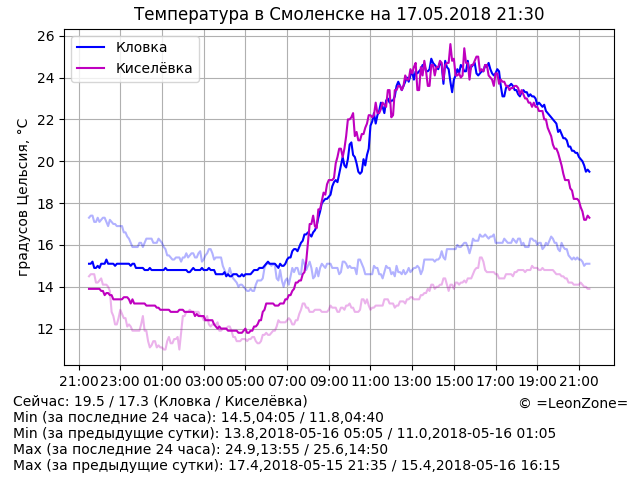 Температура в Смоленске на 17.05.2018 21:30
26
24
22
20
18
16
14
12
градусов Цельсия, °C
Кловка
Киселёвка
21:00 23:00 01:00 03:00 05:00 07:00 09:00 11:00 13:00 15:00 17:00 19:00 21:00
Сейчас: 19.5 / 17.3 (Кловка / Киселёвка)
© =LeonZone=
Min (за последние 24 часа): 14.5,04:05 / 11.8,04:40
Min (за предыдущие сутки): 13.8,2018-05-16 05:05 / 11.0,2018-05-16 01:05
Max (за последние 24 часа): 24.9,13:55 / 25.6,14:50
Max (за предыдущие сутки): 17.4,2018-05-15 21:35 / 15.4,2018-05-16 16:15